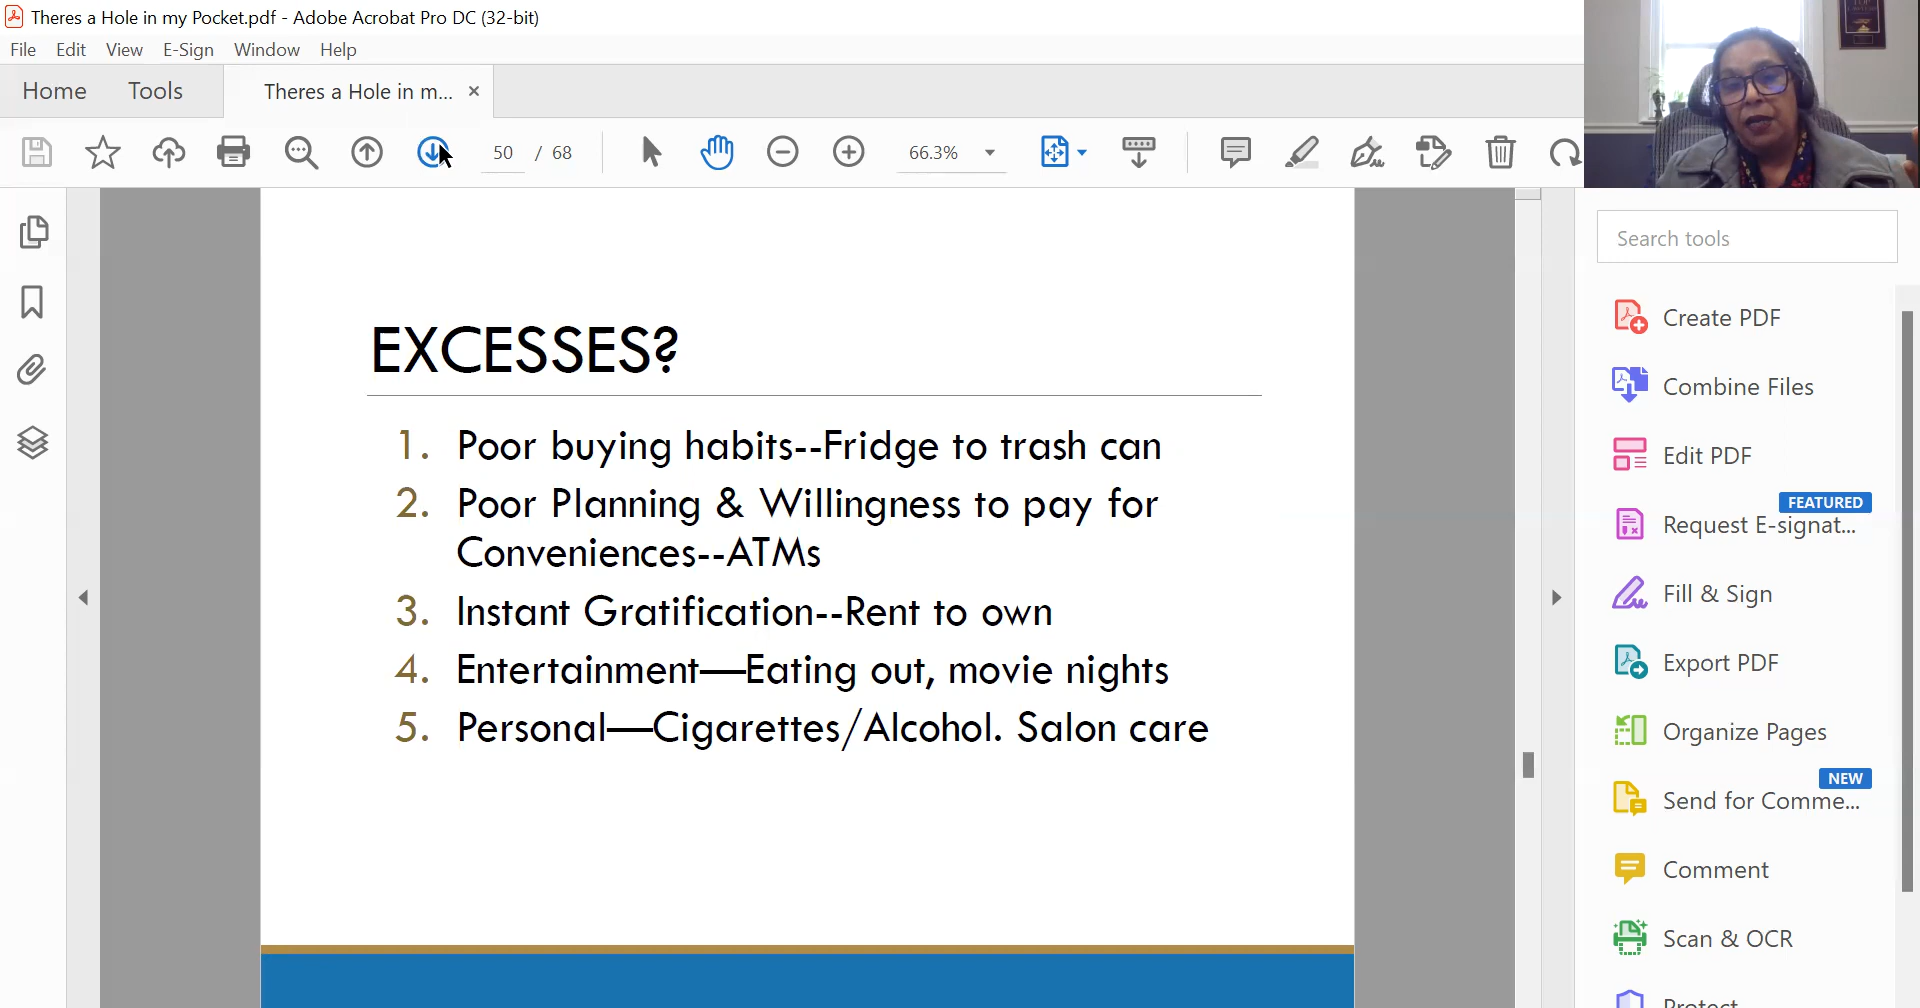 Theres a Hole in my Pocket.pdf - Adobe Acrobat Pro DC (32-bit)
File Edit View E-Sign Window Help
Home Tools Theres a Hole in m... ×
50 / 68 66.3%
TOP
Search tools
Create PDF
Combine Files
Edit PDF
FEATURED
Request E-signat...
Fill & Sign
Export PDF
Organize Pages
NEW
Send for Comme...
Comment
Scan & OCR
Protect
EXCESSES?
1. Poor buying habits--Fridge to trash can
2. Poor Planning & Willingness to pay for
Conveniences--ATMs
3. Instant Gratification--Rent to own
4. Entertainment—Eating out, movie nights
5. Personal—Cigarettes/Alcohol. Salon care